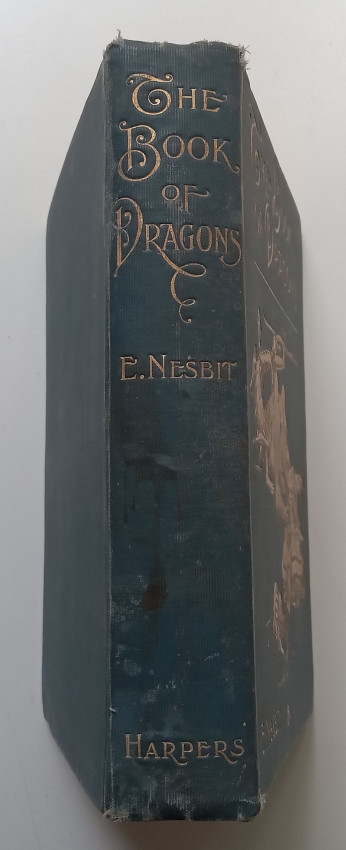 THE
BOOK
OF
DRAGONS
E. NESBIT
HARPERS